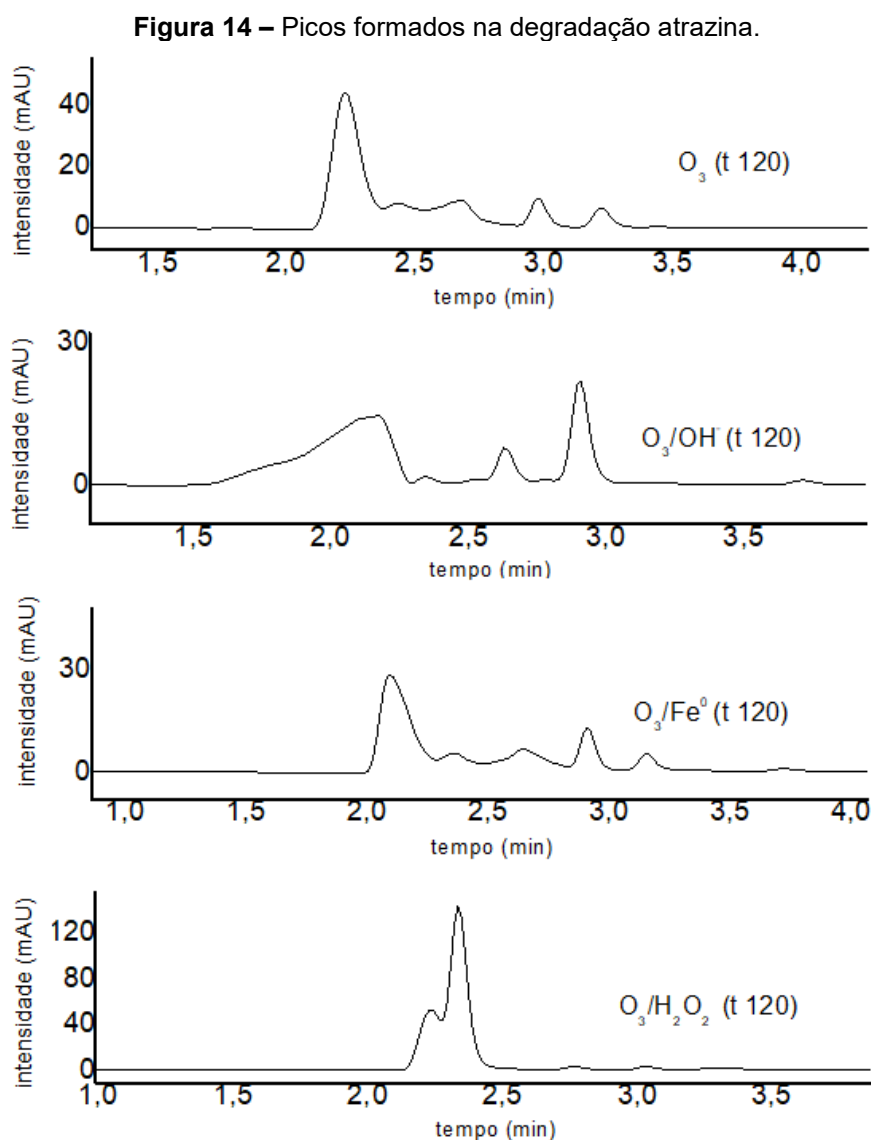 Figura 14 – Picos formados na degradação atrazina.
intensidade (mAU)
40
20
0
O₃ (t 120)
1,5 2,0 2,5 3,0 3,5 4,0
tempo (min)
intensidade (mAU)
30
0
O₃/OH⁻ (t 120)
1,5 2,0 2,5 3,0 3,5
tempo (min)
intensidade (mAU)
30
0
O₃/Fe⁰ (t 120)
1,0 1,5 2,0 2,5 3,0 3,5 4,0
tempo (min)
intensidade (mAU)
120
80
40
0
O₃/H₂O₂ (t 120)
1,0 1,5 2,0 2,5 3,0 3,5
tempo (min)